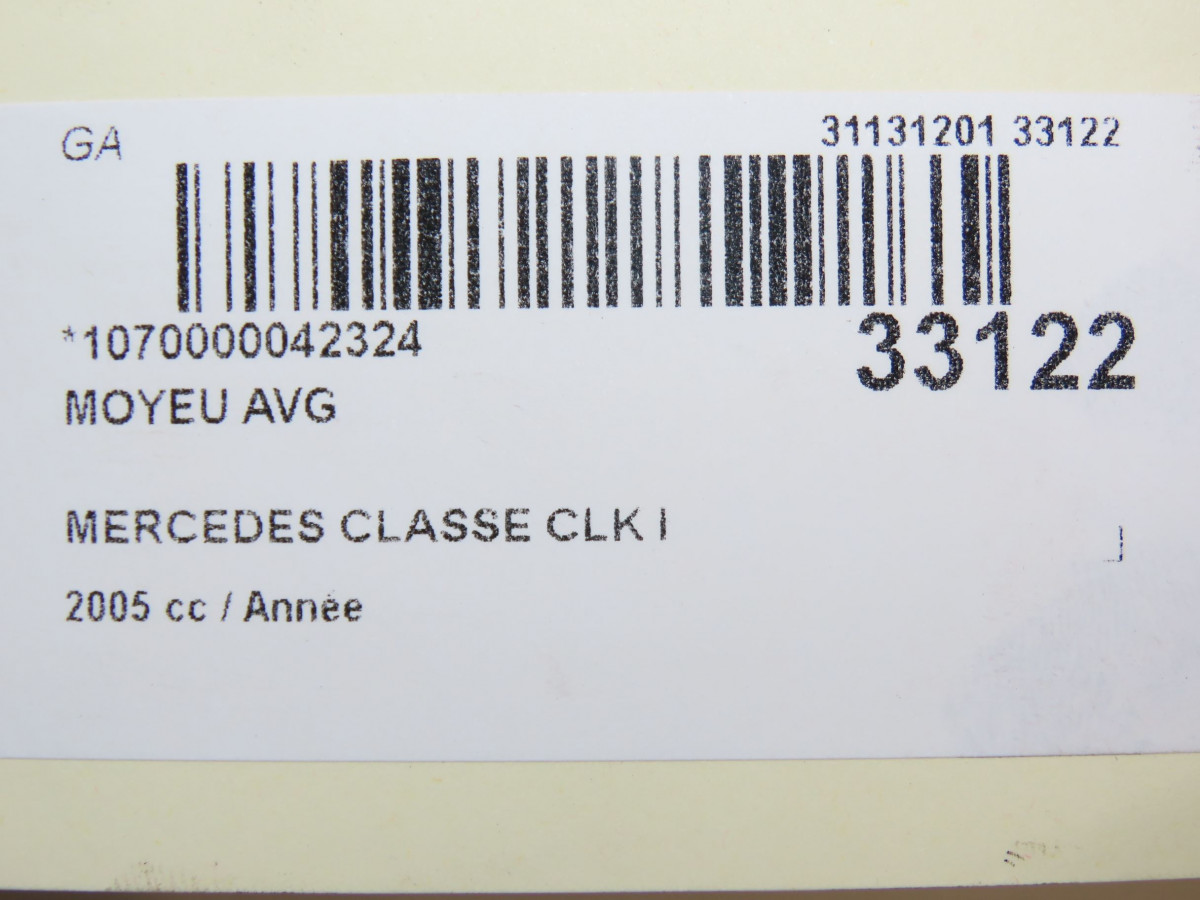 GA
31131201 33122
*1070000042324
33122
MOYEU AVG
MERCEDES CLASSE CLK I
2005 cc / Année